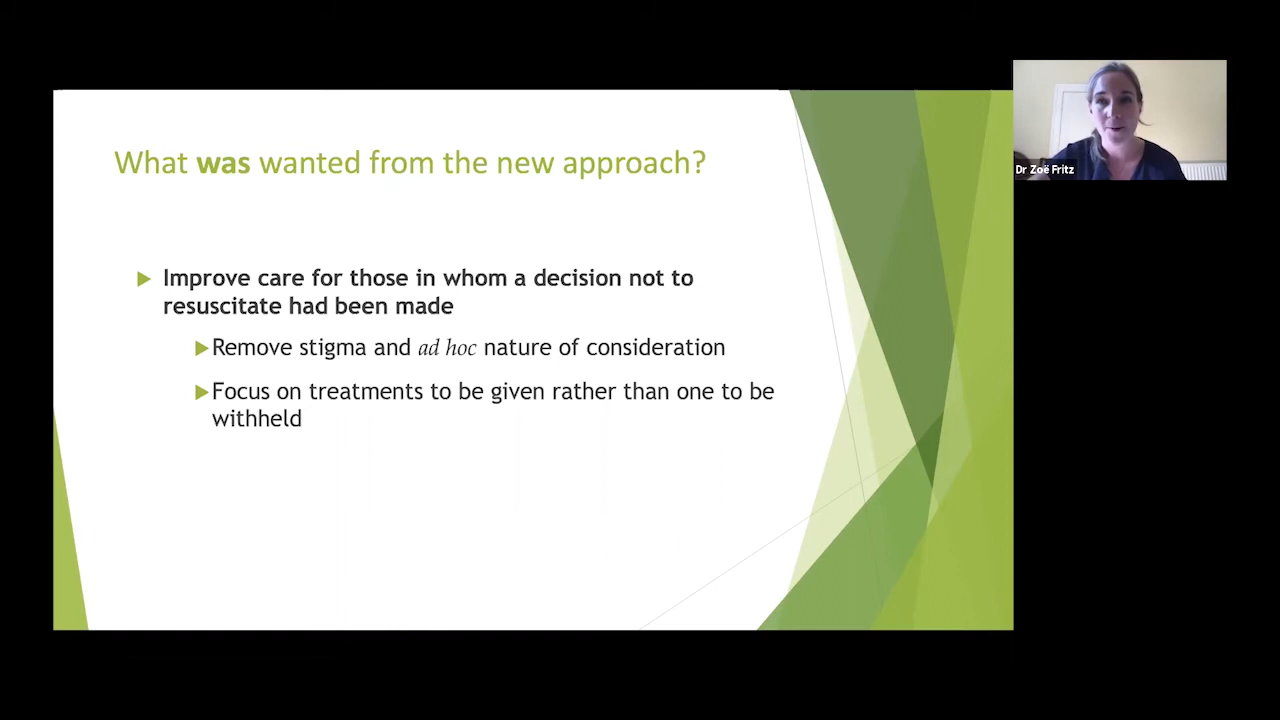 What was wanted from the new approach?
Improve care for those in whom a decision not to
resuscitate had been made
Remove stigma and ad hoc nature of consideration
Focus on treatments to be given rather than one to be
withheld
Dr Zoë Fritz